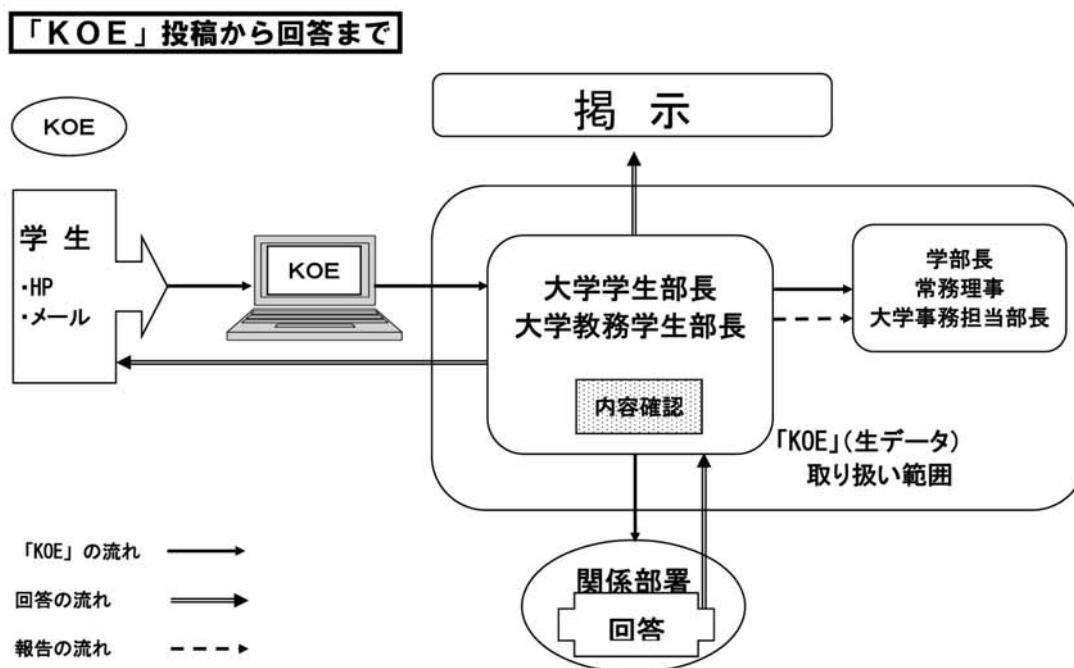 「KOE」投稿から回答まで
掲 示
KOE
学 生
・HP
・メール
KOE
大学学生部長
大学教務学生部長
内容確認
学部長
常務理事
大学事務担当部長
「KOE」(生データ)
取り扱い範囲
関係部署
回答
「KOE」の流れ
回答の流れ
報告の流れ